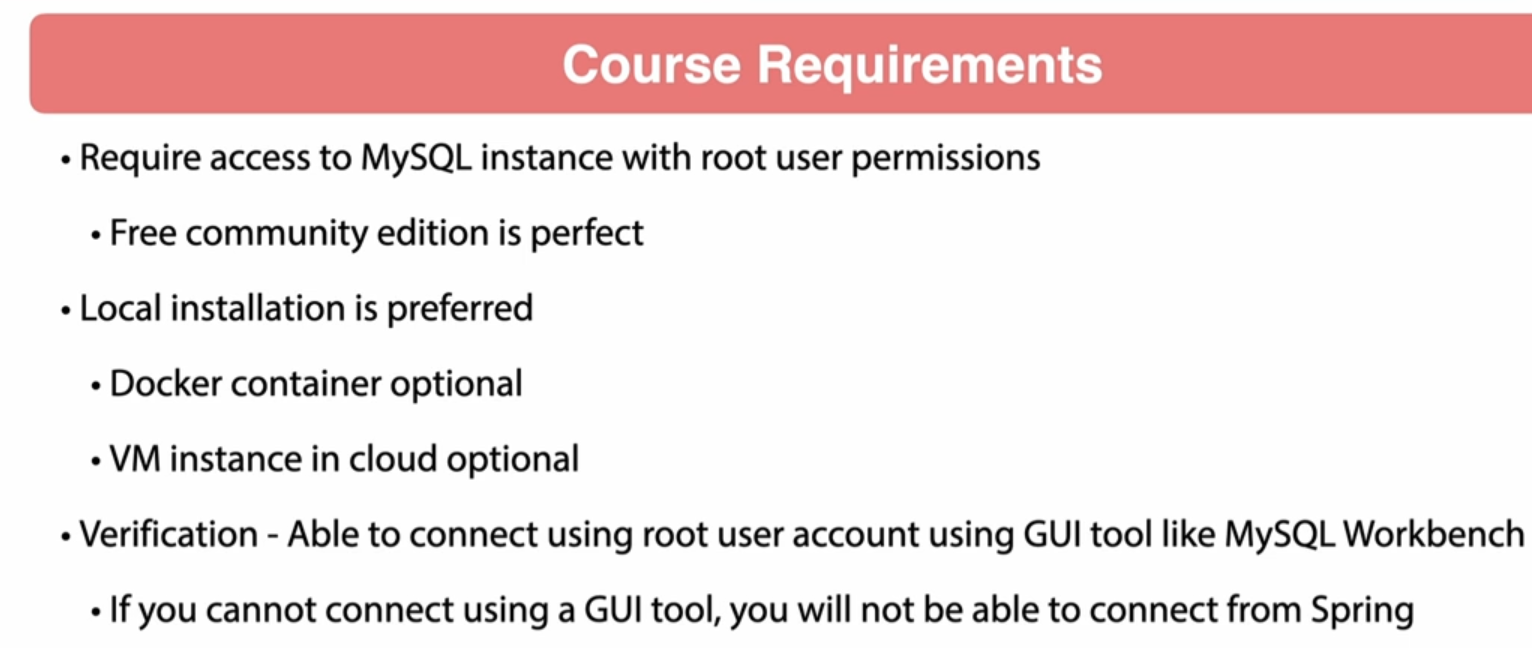 Course Requirements
• Require access to MySQL instance with root user permissions
• Free community edition is perfect
• Local installation is preferred
• Docker container optional
• VM instance in cloud optional
• Verification - Able to connect using root user account using GUI tool like MySQL Workbench
• If you cannot connect using a GUI tool, you will not be able to connect from Spring